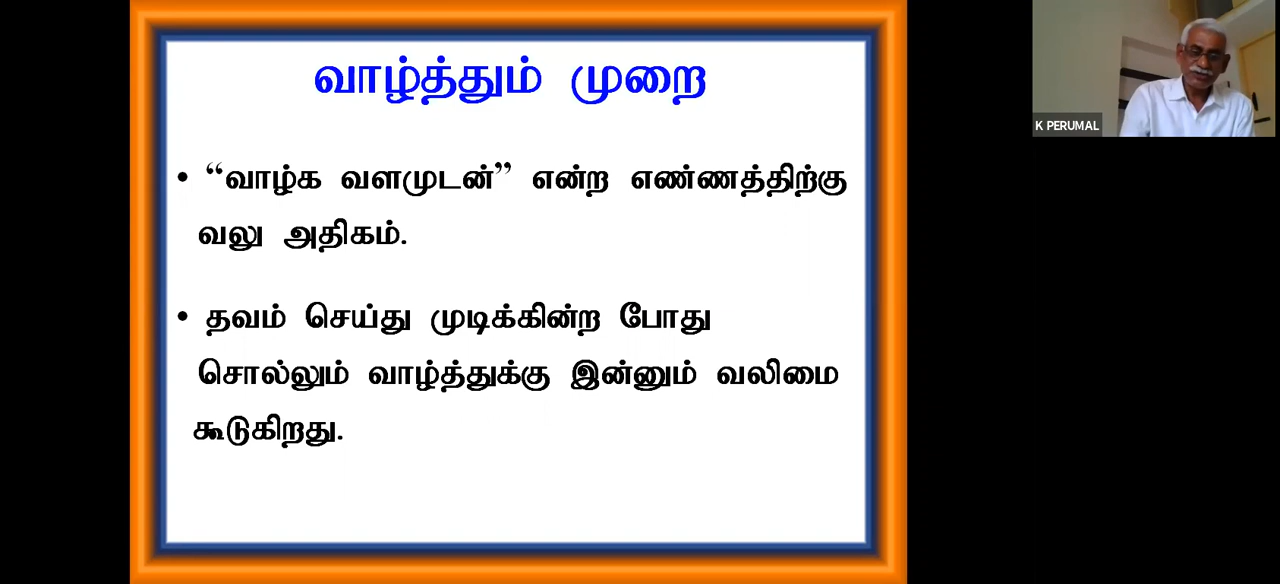 வாழ்த்தும் முறை
• “வாழ்க வளமுடன்” என்ற எண்ணத்திற்கு
வலு அதிகம்.
• தவம் செய்து முடிக்கின்ற போது
சொல்லும் வாழ்த்துக்கு இன்னும் வலிமை
கூடுகிறது.
K PERUMAL